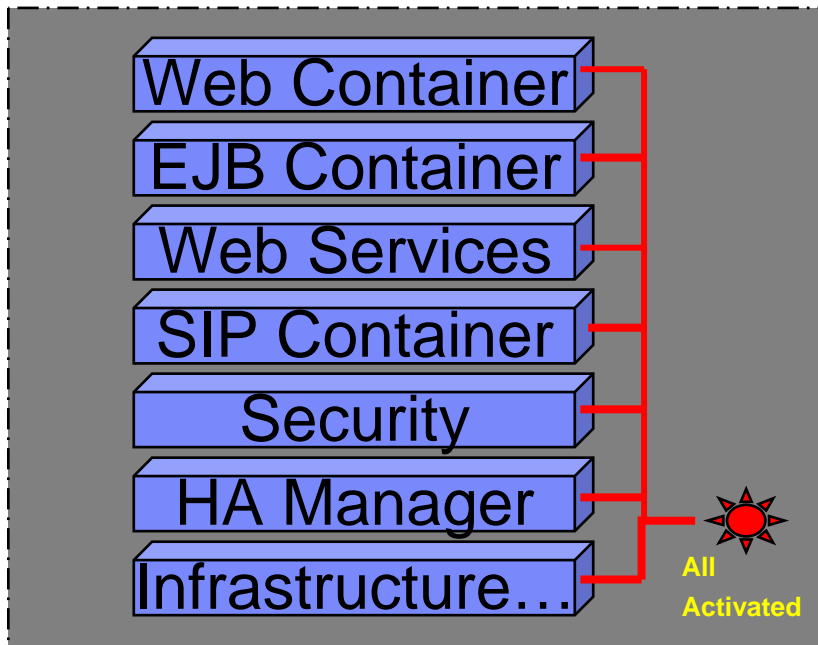 Web Container
EJB Container
Web Services
SIP Container
Security
HA Manager
Infrastructure…
All
Activated